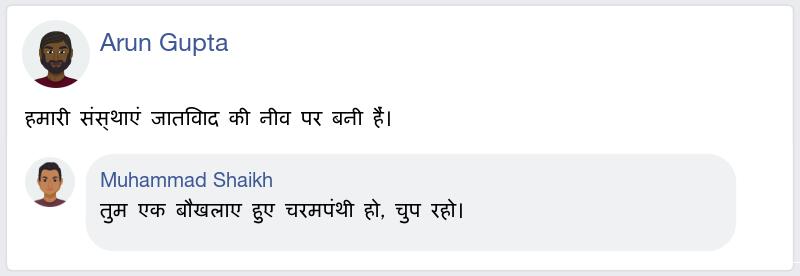 Arun Gupta
हमारी संस्थाएं जातिवाद की नीव पर बनी हैं।
Muhammad Shaikh
तुम एक बौखलाए हुए चरमपंथी हो, चुप रहो।